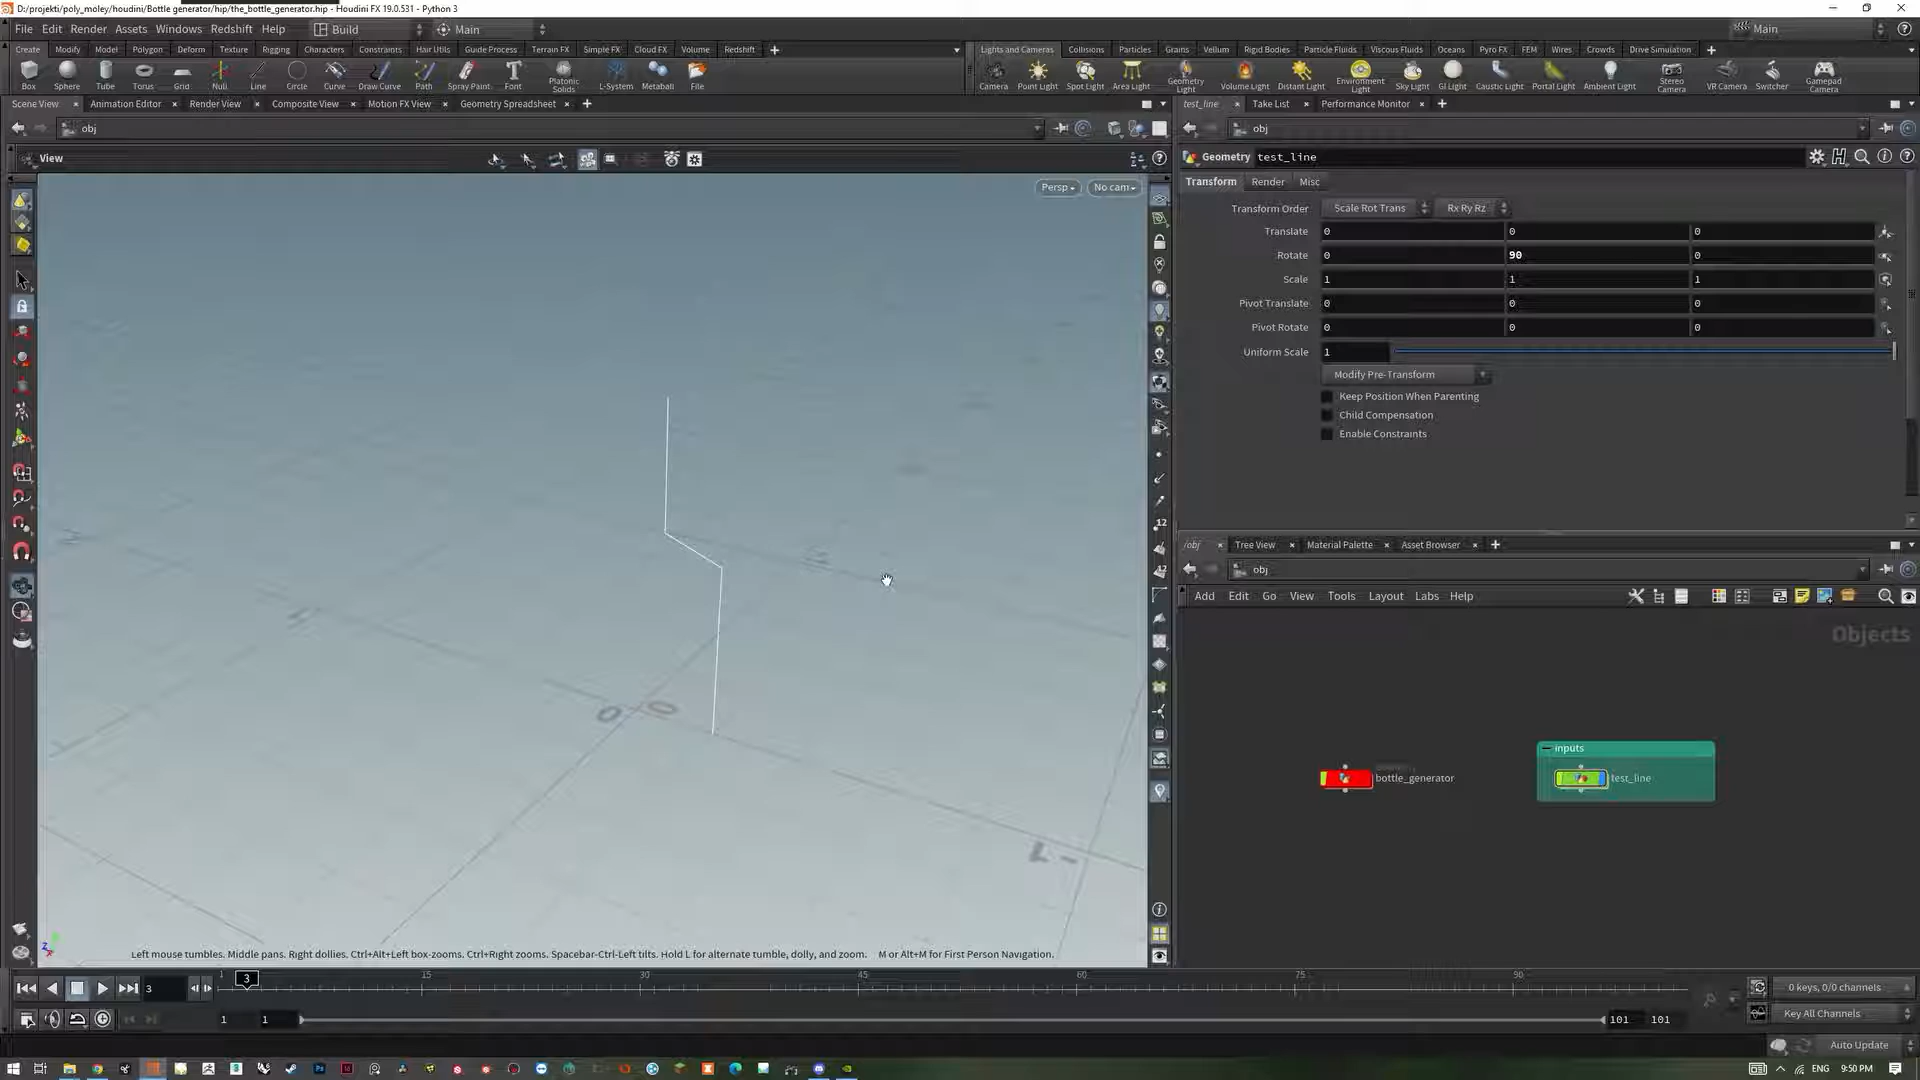 D:/projekti/poly_moley/houdini/Bottle generator/hip/the_bottle_generator.hip - Houdini FX 19.0.531 - Python 3
File Edit Render Assets Windows Redshift Help Build Main Main
Create Modify Model Polygon Deform Texture Rigging Characters Constraints Hair Utils Guide Process Terrain FX Simple FX Cloud FX Volume Redshift
Lights and Cameras Collisions Particles Grains Vellum Rigid Bodies Particle Fluids Viscous Fluids Oceans Pyro FX FEM Wires Crowds Drive Simulation
Box Sphere Tube Torus Grid Null Line Circle Curve Draw Curve Path Spray Paint Font Platonic Solids L-System Metaball File
Camera Point Light Spot Light Area Light Geometry Light Volume Light Distant Light Environment Light Sky Light GI Light Caustic Light Portal Light Ambient Light Stereo Camera VR Camera Switcher Gamepad Camera
Scene View Animation Editor Render View Composite View Motion FX View Geometry Spreadsheet
test_line Take List Performance Monitor
obj
obj
View
Persp No cam
Geometry test_line
Transform Render Misc
Transform Order Scale Rot Trans Rx Ry Rz
Translate 0 0 0
Rotate 0 90 0
Scale 1 1 1
Pivot Translate 0 0 0
Pivot Rotate 0 0 0
Uniform Scale 1
Modify Pre-Transform
Keep Position When Parenting
Child Compensation
Enable Constraints
/obj Tree View Material Palette Asset Browser
obj
Add Edit Go View Tools Layout Labs Help
Objects
inputs
bottle_generator
test_line
0 0
Left mouse tumbles. Middle pans. Right dollies. Ctrl+Alt+Left box-zooms. Ctrl+Right zooms. Spacebar-Ctrl-Left tilts. Hold L for alternate tumble, dolly, and zoom. M or Alt+M for First Person Navigation.
3 1 3 15 30 45 60 75 90
0 keys, 0/0 channels
1 1 101 101
Key All Channels
Auto Update
ENG 9:50 PM